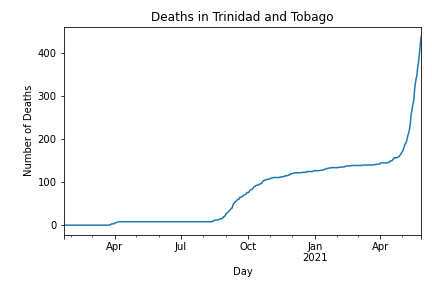 Deaths in Trinidad and Tobago
Number of Deaths
400
300
200
100
0
Apr
Jul
Oct
Jan
2021
Apr
Day